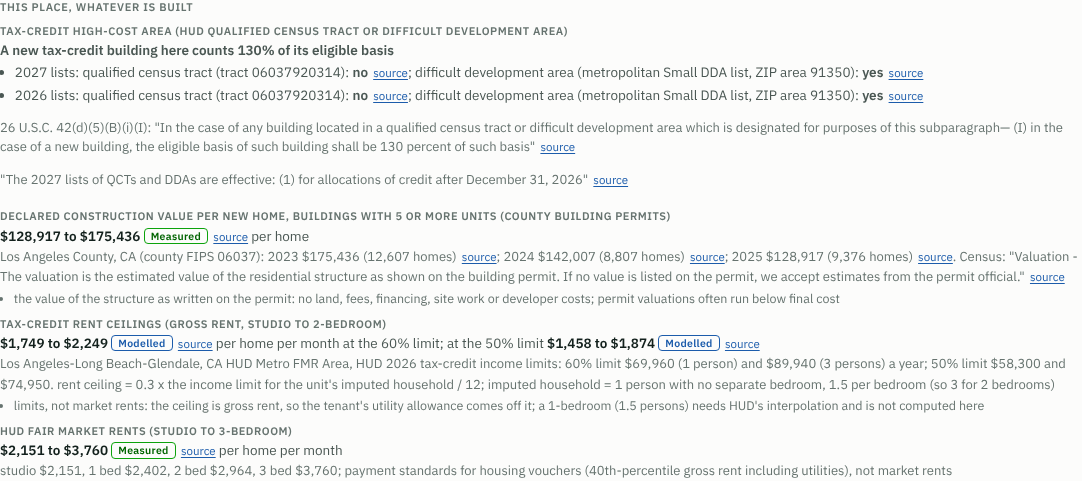 THIS PLACE, WHATEVER IS BUILT
TAX-CREDIT HIGH-COST AREA (HUD QUALIFIED CENSUS TRACT OR DIFFICULT DEVELOPMENT AREA)
A new tax-credit building here counts 130% of its eligible basis
• 2027 lists: qualified census tract (tract 06037920314): no source; difficult development area (metropolitan Small DDA list, ZIP area 91350): yes source
• 2026 lists: qualified census tract (tract 06037920314): no source; difficult development area (metropolitan Small DDA list, ZIP area 91350): yes source
26 U.S.C. 42(d)(5)(B)(i)(I): "In the case of any building located in a qualified census tract or difficult development area which is designated for purposes of this subparagraph— (I) in the
case of a new building, the eligible basis of such building shall be 130 percent of such basis" source
"The 2027 lists of QCTs and DDAs are effective: (1) for allocations of credit after December 31, 2026" source
DECLARED CONSTRUCTION VALUE PER NEW HOME, BUILDINGS WITH 5 OR MORE UNITS (COUNTY BUILDING PERMITS)
$128,917 to $175,436 Measured source per home
Los Angeles County, CA (county FIPS 06037): 2023 $175,436 (12,607 homes) source; 2024 $142,007 (8,807 homes) source; 2025 $128,917 (9,376 homes) source. Census: "Valuation -
The valuation is the estimated value of the residential structure as shown on the building permit. If no value is listed on the permit, we accept estimates from the permit official." source
• the value of the structure as written on the permit: no land, fees, financing, site work or developer costs; permit valuations often run below final cost
TAX-CREDIT RENT CEILINGS (GROSS RENT, STUDIO TO 2-BEDROOM)
$1,749 to $2,249 Modelled source per home per month at the 60% limit; at the 50% limit $1,458 to $1,874 Modelled source
Los Angeles-Long Beach-Glendale, CA HUD Metro FMR Area, HUD 2026 tax-credit income limits: 60% limit $69,960 (1 person) and $89,940 (3 persons) a year; 50% limit $58,300 and
$74,950. rent ceiling = 0.3 x the income limit for the unit's imputed household / 12; imputed household = 1 person with no separate bedroom, 1.5 per bedroom (so 3 for 2 bedrooms)
• limits, not market rents: the ceiling is gross rent, so the tenant's utility allowance comes off it; a 1-bedroom (1.5 persons) needs HUD's interpolation and is not computed here
HUD FAIR MARKET RENTS (STUDIO TO 3-BEDROOM)
$2,151 to $3,760 Measured source per home per month
studio $2,151, 1 bed $2,402, 2 bed $2,964, 3 bed $3,760; payment standards for housing vouchers (40th-percentile gross rent including utilities), not market rents